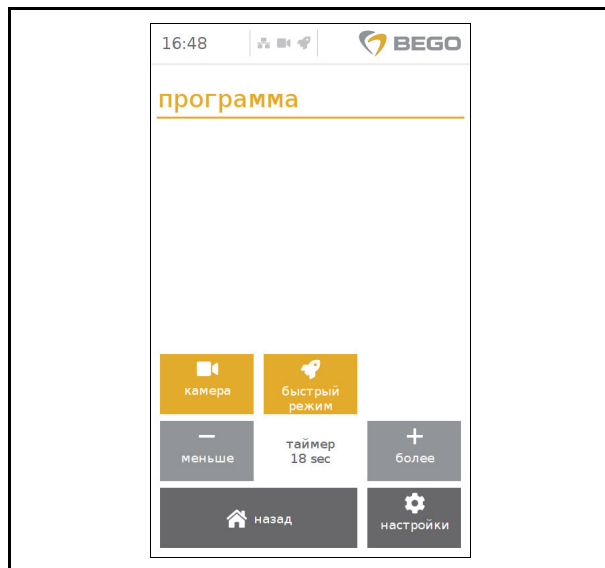 16:48 BEGO
программа
камера быстрый режим
меньше таймер 18 sec более
назад настройки